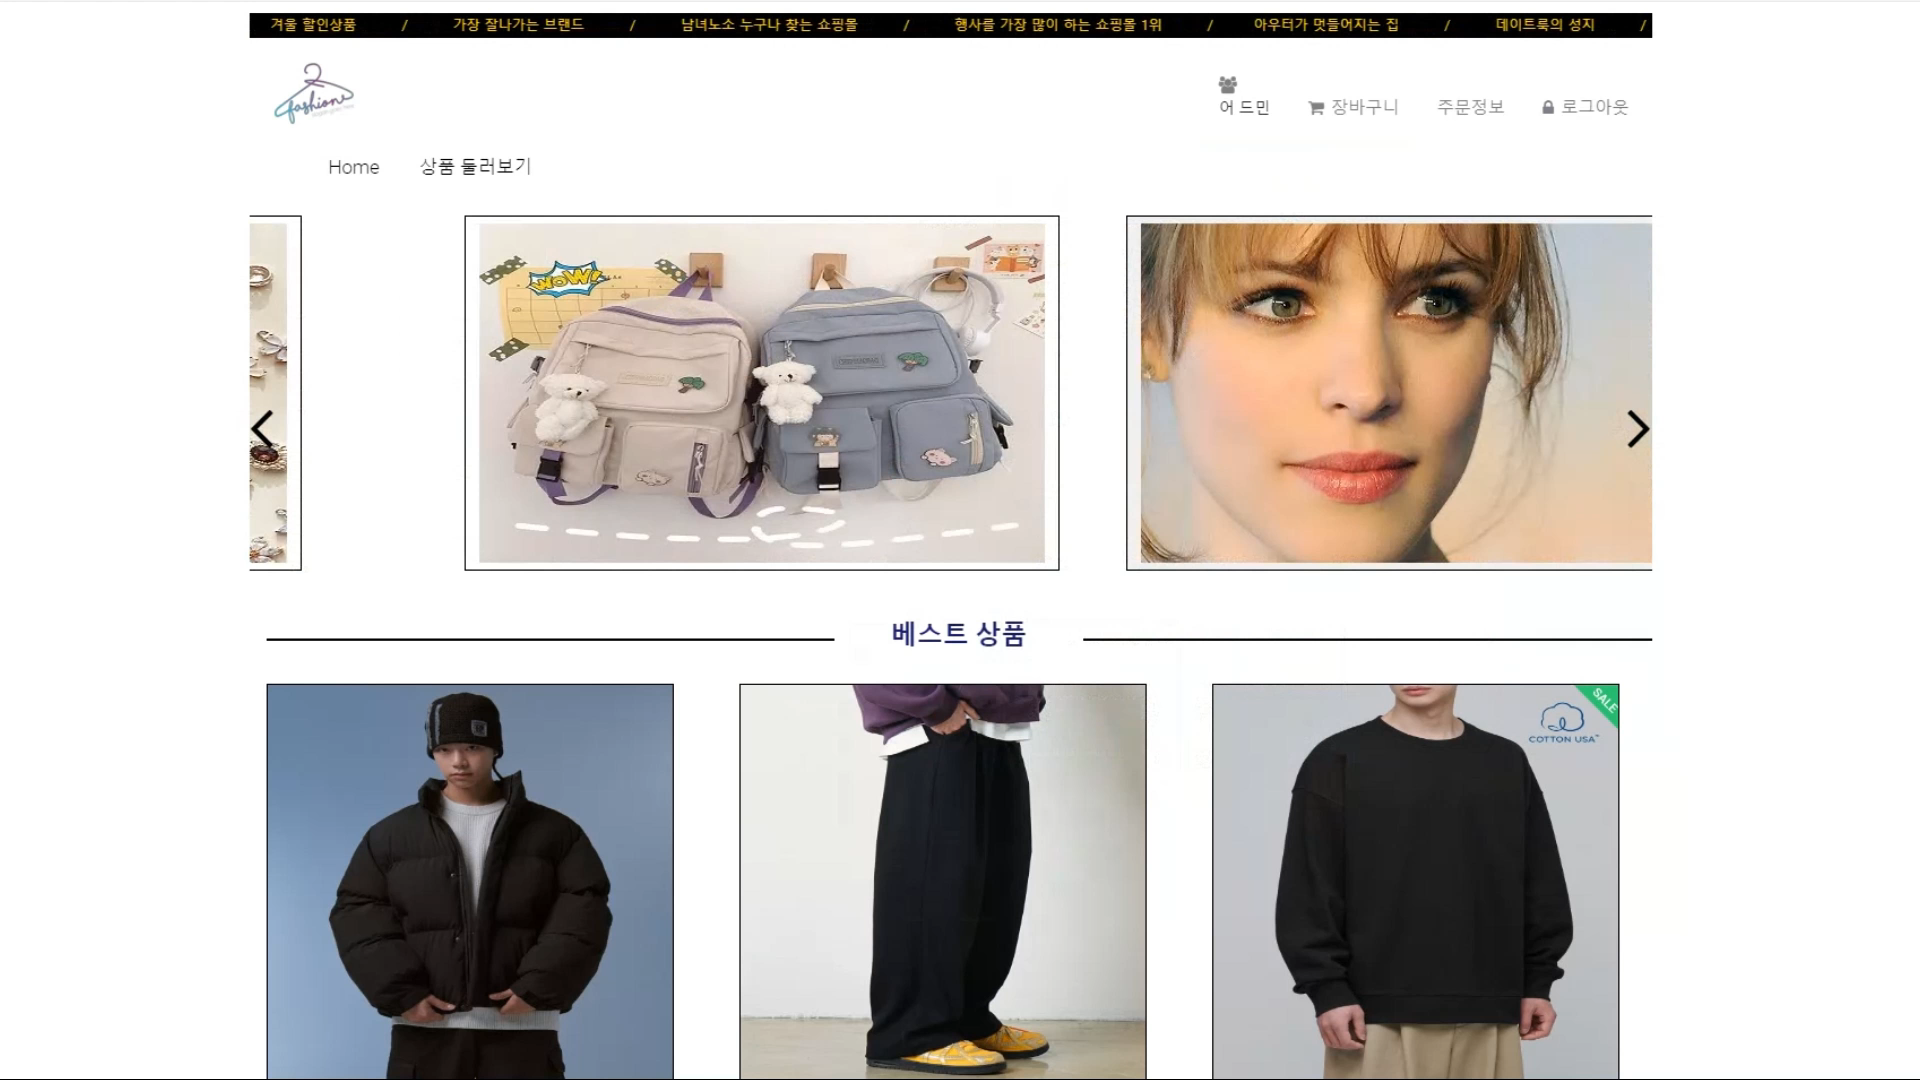 겨울 할인상품 / 가장 잘나가는 브랜드 / 남녀노소 누구나 찾는 쇼핑몰 / 행사를 가장 많이 하는 쇼핑몰 1위 / 아우터가 멋들어지는 집 / 데이트룩의 성지 /
fashione
어 드민 장바구니 주문정보 로그아웃
Home 상품 둘러보기
WOW!
베스트 상품
SALE
COTTON USA